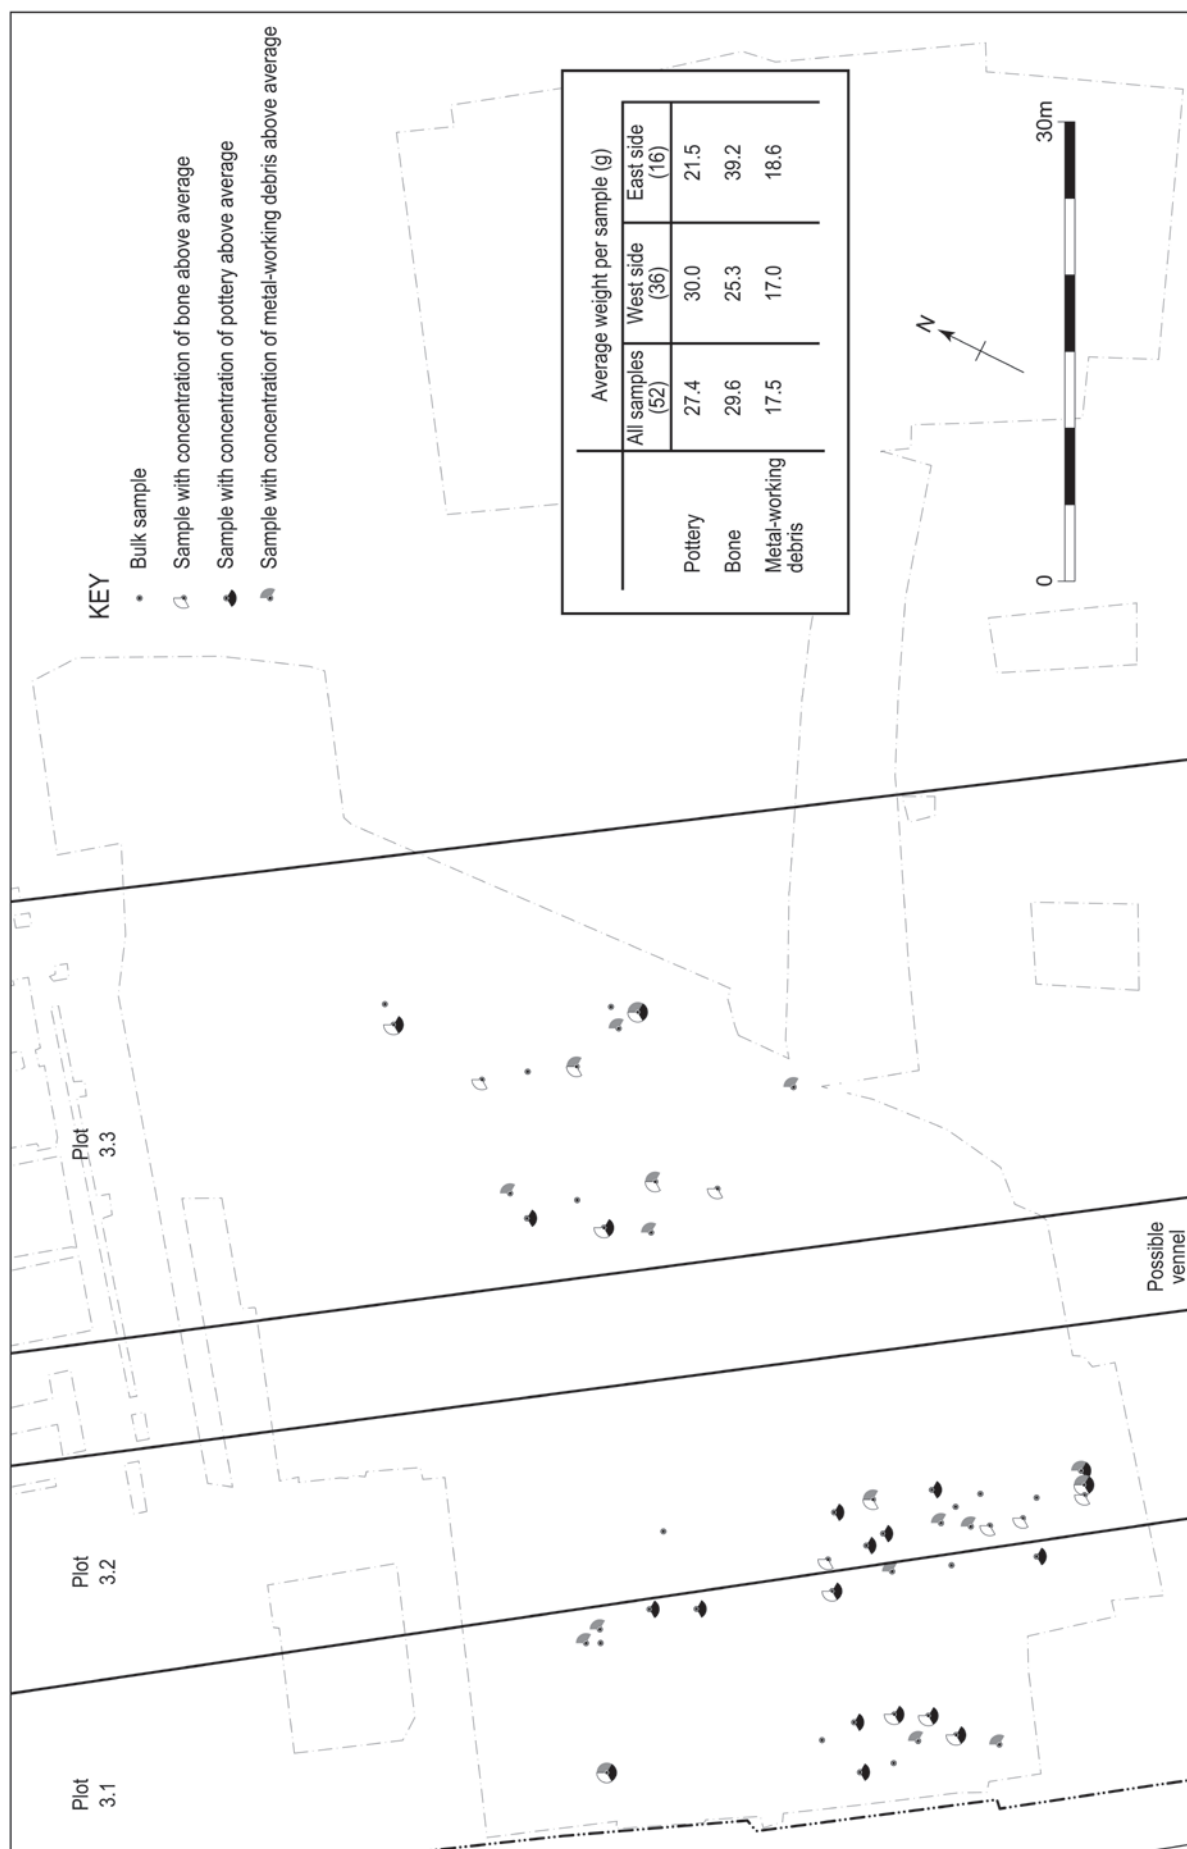 KEY
Bulk sample
Sample with concentration of bone above average
Sample with concentration of pottery above average
Sample with concentration of metal-working debris above average
Plot
3.1
Plot
3.2
Plot
3.3
Possible
vennel
Average weight per sample (g)
All samples
(52)
West side
(36)
East side
(16)
Pottery 27.4 30.0 21.5
Bone 29.6 25.3 39.2
Metal-working
debris
17.5 17.0 18.6
N
0 30m